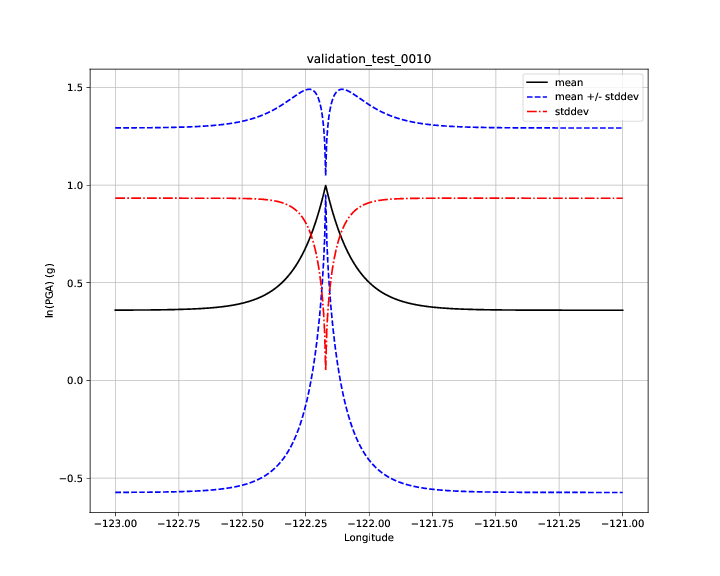 validation_test_0010
mean
mean +/- stddev
stddev
ln(PGA) (g)
1.5
1.0
0.5
0.0
−0.5
−123.00 −122.75 −122.50 −122.25 −122.00 −121.75 −121.50 −121.25 −121.00
Longitude